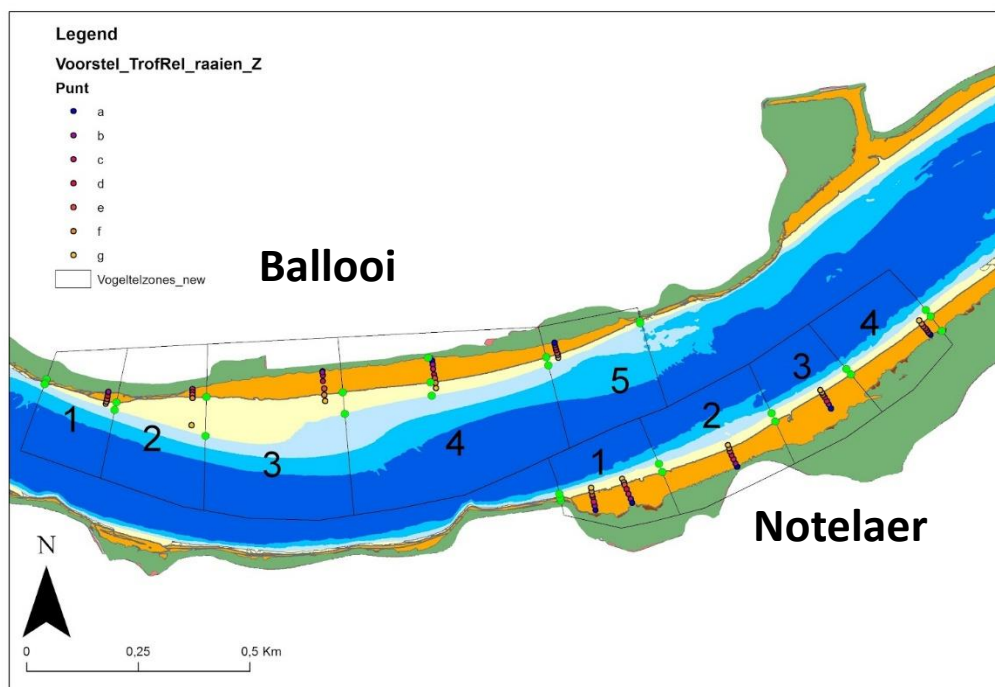 Legend
Voorstel_TrofRel_raaien_Z
Punt
a
b
c
d
e
f
g
Vogeltelzones_new
Ballooi
1
2
3
4
5
1
2
3
4
Notelaer
N
0
0,25
0,5 Km